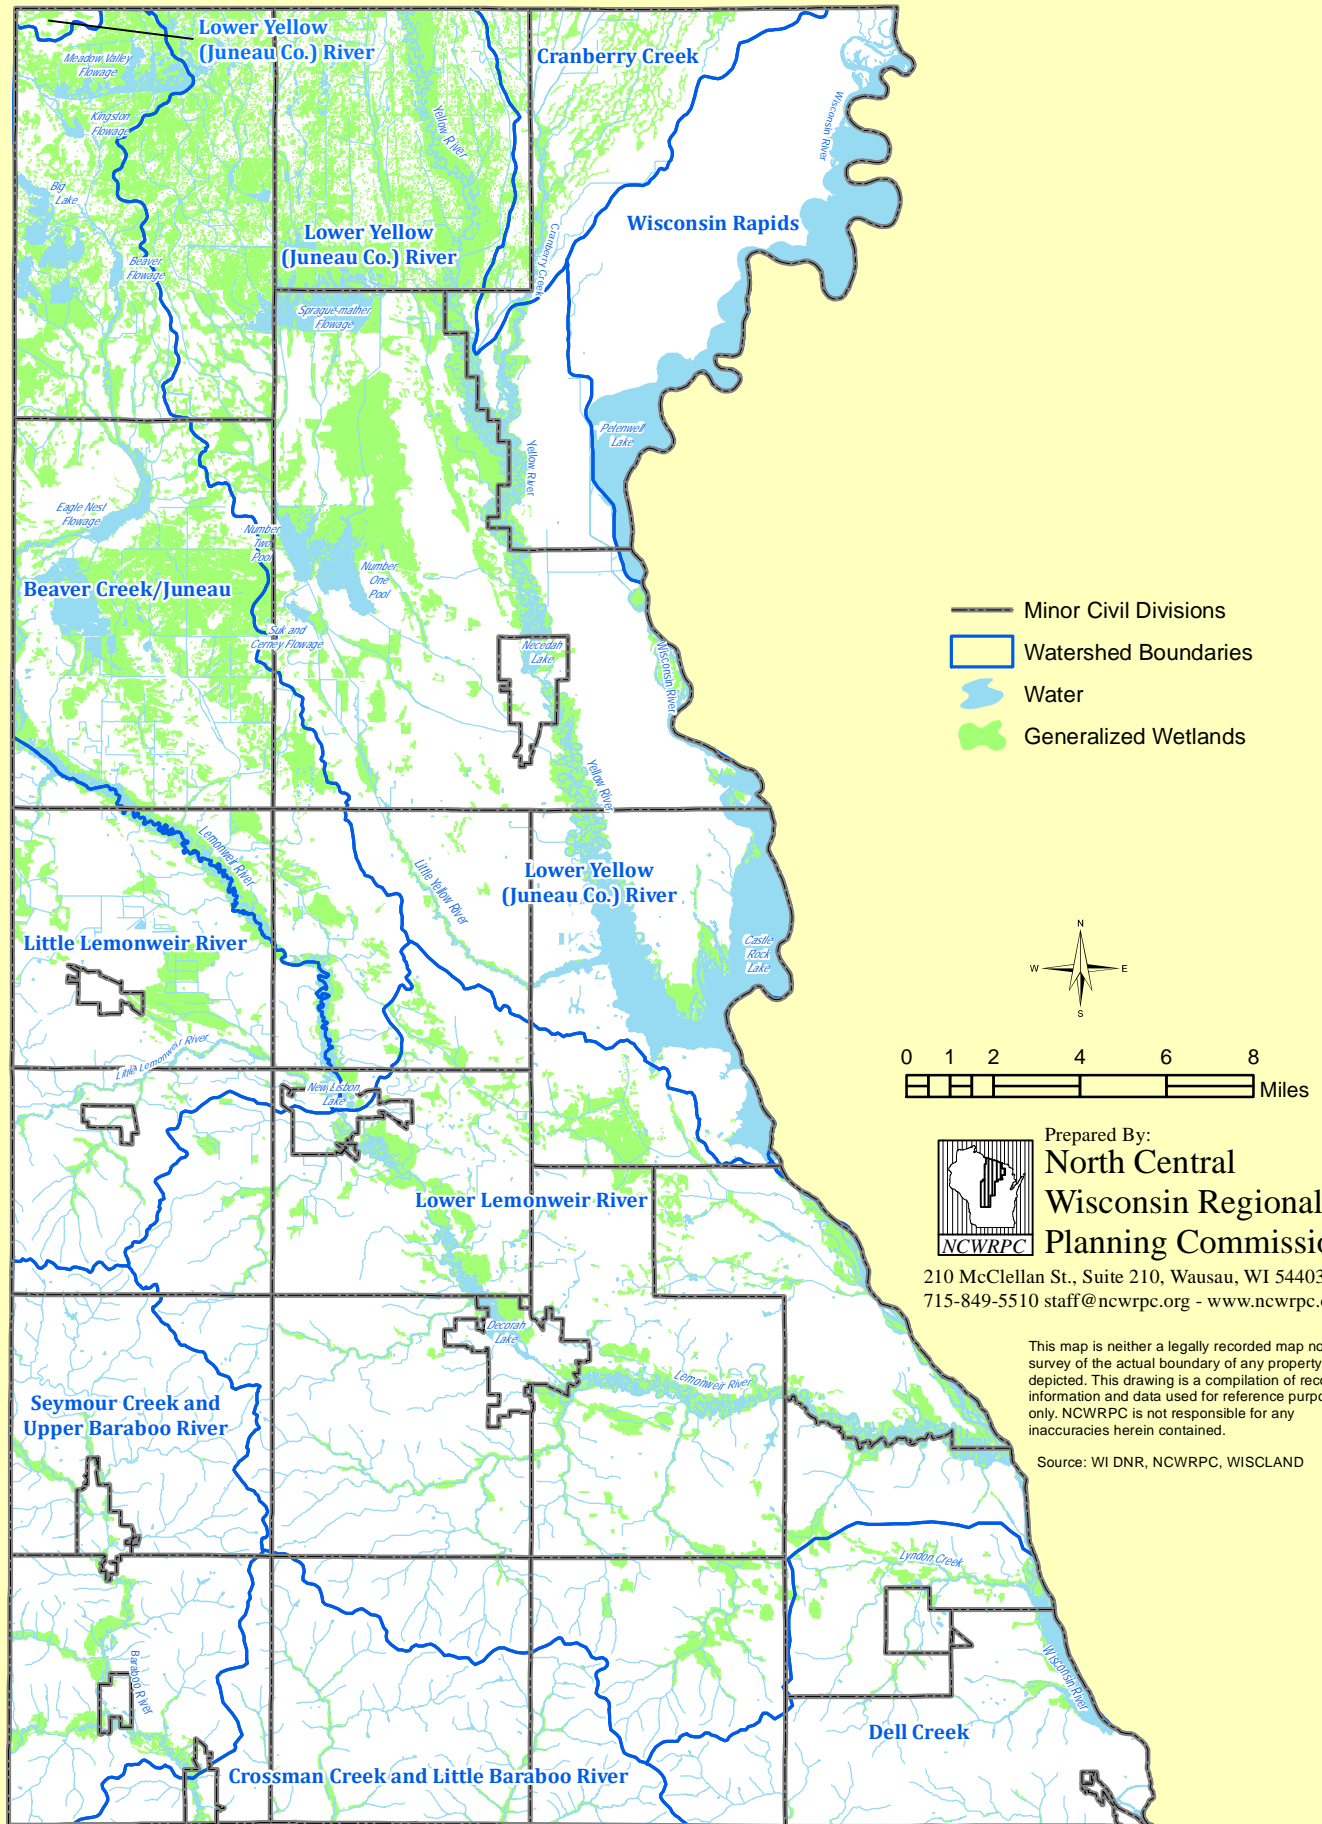 Lower Yellow
(Juneau Co.) River
Cranberry Creek
Meadow Valley
Flowage
Kingston
Flowage
Yellow River
Wisconsin River
Big
Lake
Wisconsin Rapids
Lower Yellow
(Juneau Co.) River
Cranberry Creek
Beaver
Flowage
Sprague-mather
Flowage
Petenwell
Lake
Yellow River
Eagle Nest
Flowage
Number
Two
Pool
Number
One
Pool
Beaver Creek/Juneau
Suk and
Cerney Flowage
Necedah
Lake
Wisconsin River
Minor Civil Divisions
Watershed Boundaries
Water
Generalized Wetlands
Yellow River
Lemonweir River
Little Yellow River
Lower Yellow
(Juneau Co.) River
Little Lemonweir River
Castle
Rock
Lake
N
W E
S
Little Lemonweir River
New Lisbon
Lake
0 1 2 4 6 8
Miles
Prepared By:
North Central
Wisconsin Regional
Planning Commissio
NCWRPC
210 McClellan St., Suite 210, Wausau, WI 54403
715-849-5510 staff@ncwrpc.org - www.ncwrpc.
Lower Lemonweir River
Decorah
Lake
Lemonweir River
This map is neither a legally recorded map no
survey of the actual boundary of any property
depicted. This drawing is a compilation of reco
information and data used for reference purpo
only. NCWRPC is not responsible for any
inaccuracies herein contained.
Source: WI DNR, NCWRPC, WISCLAND
Seymour Creek and
Upper Baraboo River
Lyndon Creek
Baraboo River
Wisconsin River
Dell Creek
Crossman Creek and Little Baraboo River